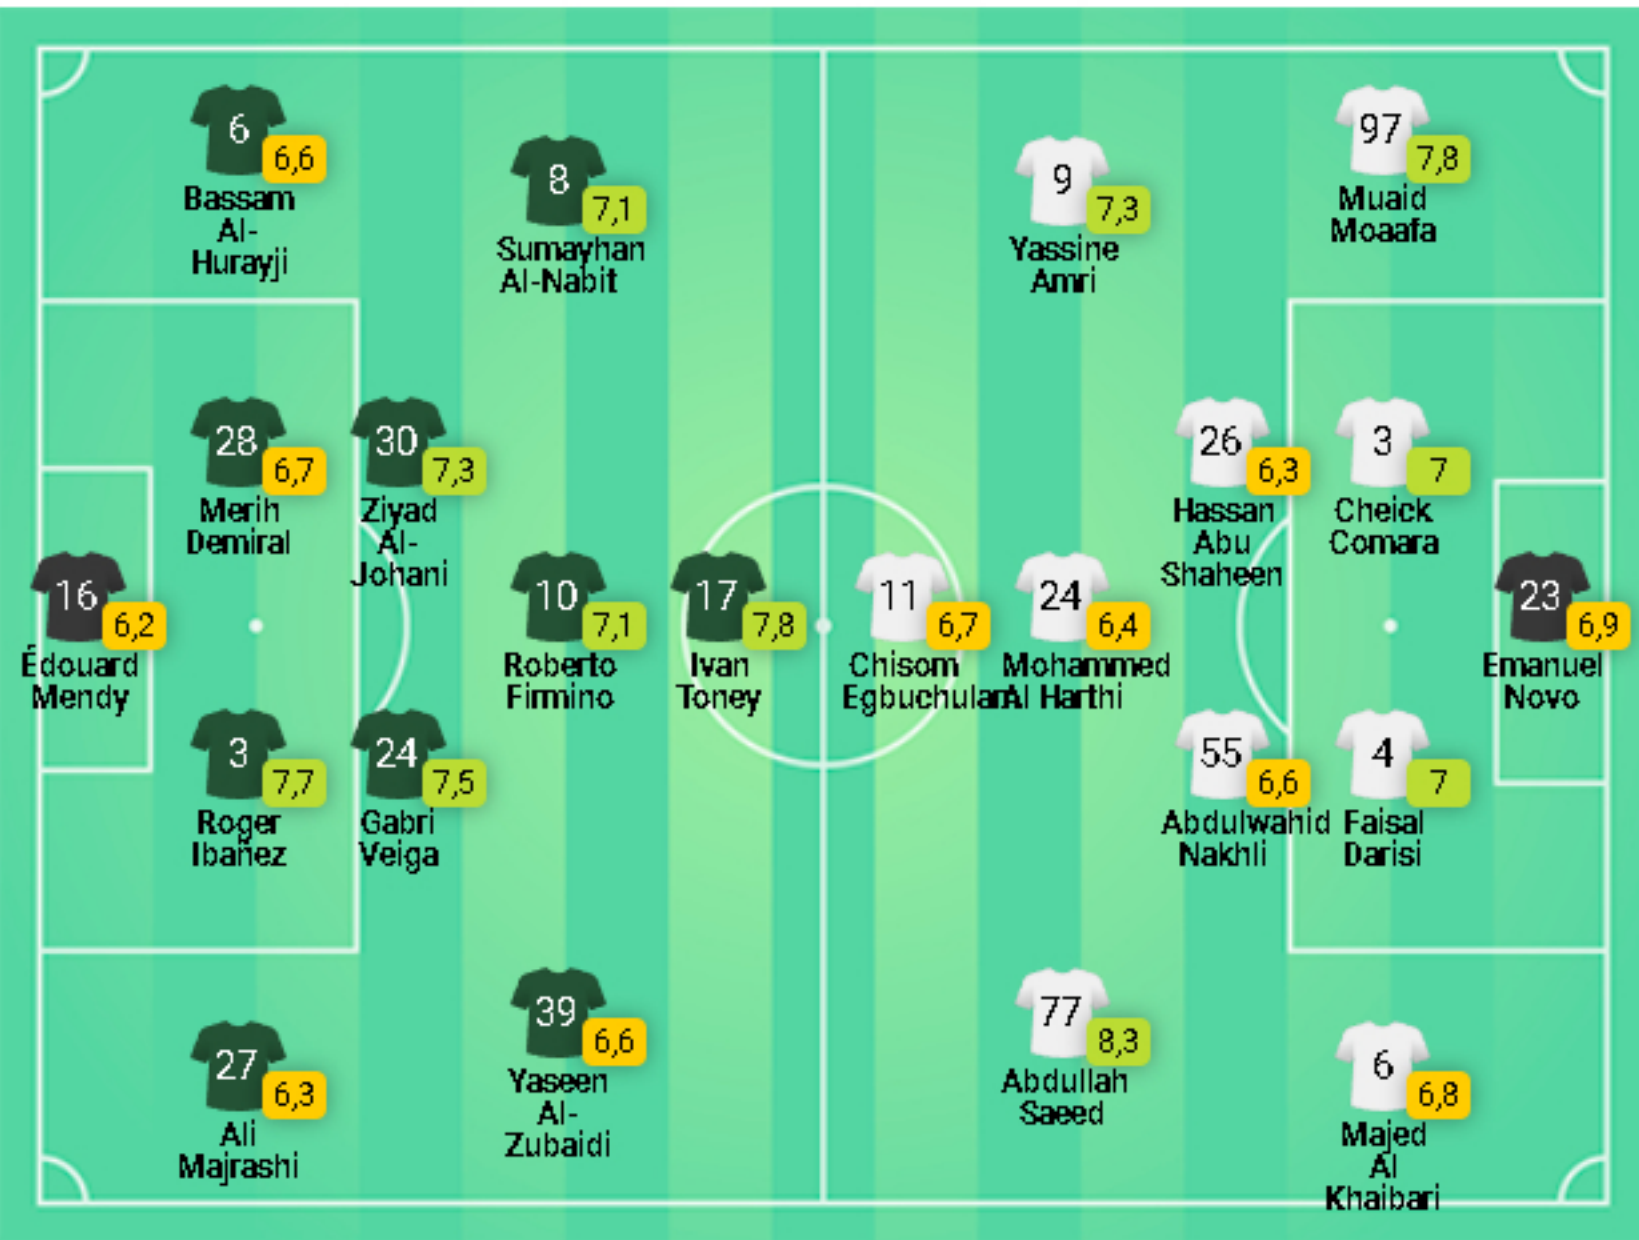 6
6,6
Bassam
Al-
Hurayji
8
7,1
Sumayhan
Al-Nabit
9
7,3
Yassine
Amri
97
7,8
Muaid
Moaafa
28
6,7
Merih
Demiral
30
7,3
Ziyad
Al-
Johani
26
6,3
Hassan
Abu
Shaheen
3
7
Cheick
Comara
16
6,2
Édouard
Mendy
10
7,1
Roberto
Firmino
17
7,8
Ivan
Toney
11
6,7
Chisom
Egbuchulam
24
6,4
Mohammed
Al Harthi
23
6,9
Emanuel
Novo
3
7,7
Roger
Ibañez
24
7,5
Gabri
Veiga
55
6,6
Abdulwahid
Nakhli
4
7
Faisal
Darisi
27
6,3
Ali
Majrashi
39
6,6
Yaseen
Al-
Zubaidi
77
8,3
Abdullah
Saeed
6
6,8
Majed
Al
Khaibari